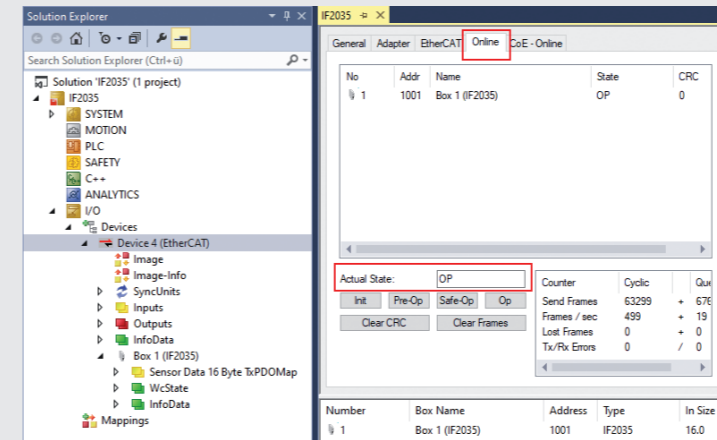 Solution Explorer
Search Solution Explorer (Ctrl+ü)
Solution 'IF2035' (1 project)
IF2035
SYSTEM
MOTION
PLC
SAFETY
C++
ANALYTICS
I/O
Devices
Device 4 (EtherCAT)
Image
Image-Info
SyncUnits
Inputs
Outputs
InfoData
Box 1 (IF2035)
Sensor Data 16 Byte TxPDOMap
WcState
InfoData
Mappings
IF2035
General Adapter EtherCAT Online CoE - Online
No Addr Name State CRC
1 1001 Box 1 (IF2035) OP 0
Actual State: OP
Init Pre-Op Safe-Op Op
Clear CRC Clear Frames
Counter Cyclic Que
Send Frames 63299 + 676
Frames / sec 499 + 19
Lost Frames 0 + 0
Tx/Rx Errors 0 / 0
Number Box Name Address Type In Size
1 Box 1 (IF2035) 1001 IF2035 16.0